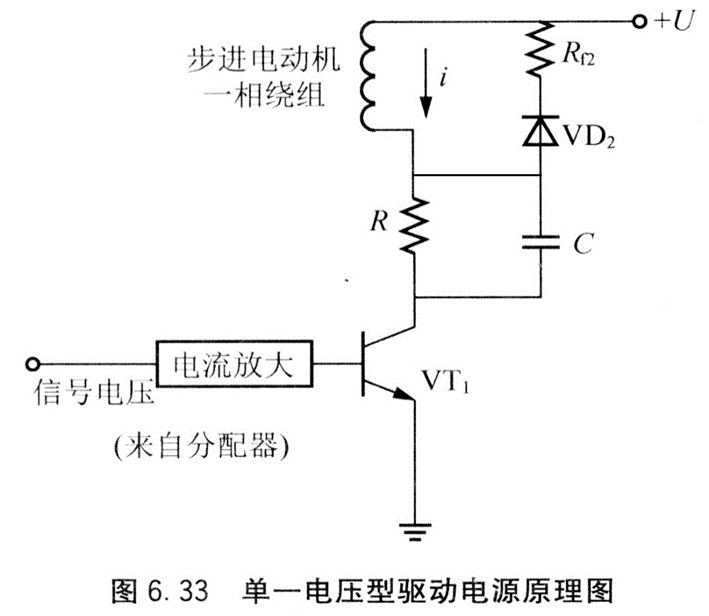 +U
步进电动机
一相绕组
i
Rf2
VD2
R
C
电流放大
信号电压
VT1
(来自分配器)
图 6.33 单一电压型驱动电源原理图